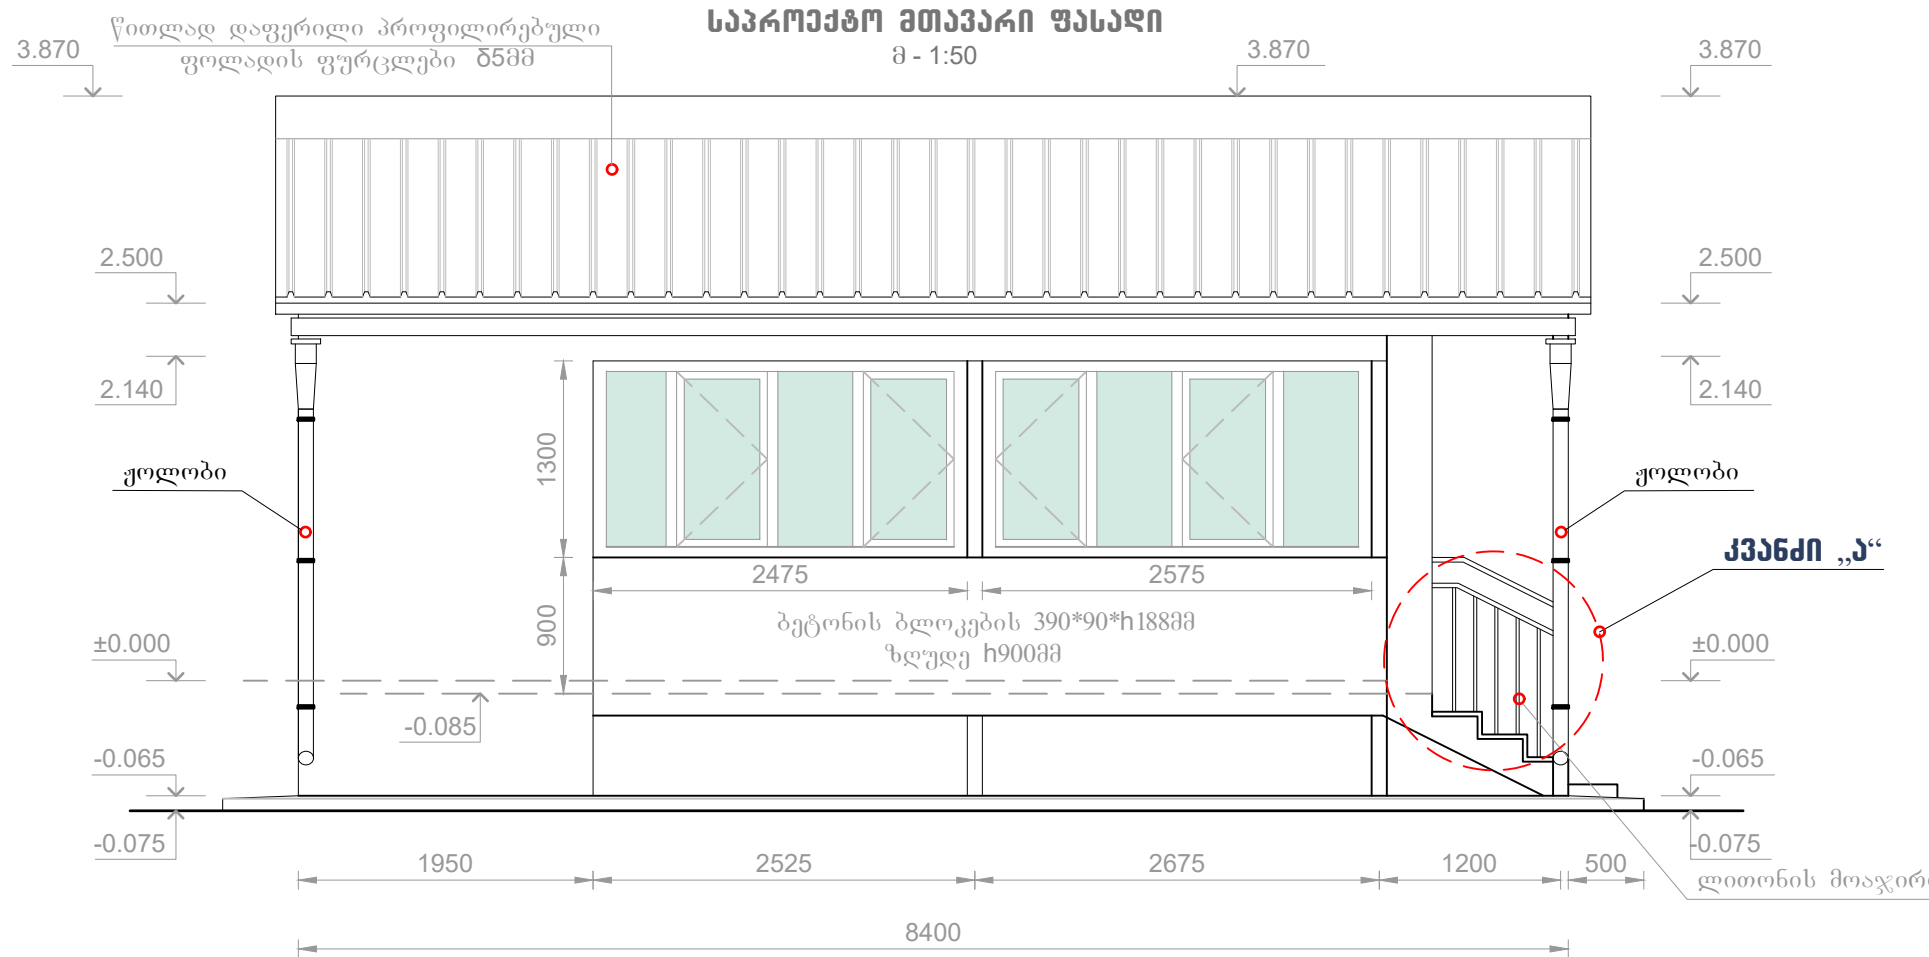 საპროექტო მთავარი ფასადი
მ - 1:50
წითლად დაფერილი პროფილირებული
ფოლადის ფურცლები δ5მმ
3.870
3.870
3.870
2.500
2.500
2.140
2.140
1300
ჟოლობი
ჟოლობი
კვანძი „ა“
2475
2575
900
ბეტონის ბლოკების 390*90*h188მმ
ზღუდე h900მმ
±0.000
±0.000
-0.085
-0.065
-0.065
-0.075
-0.075
1950
2525
2675
1200
500
ლითონის მოაჯირი
8400